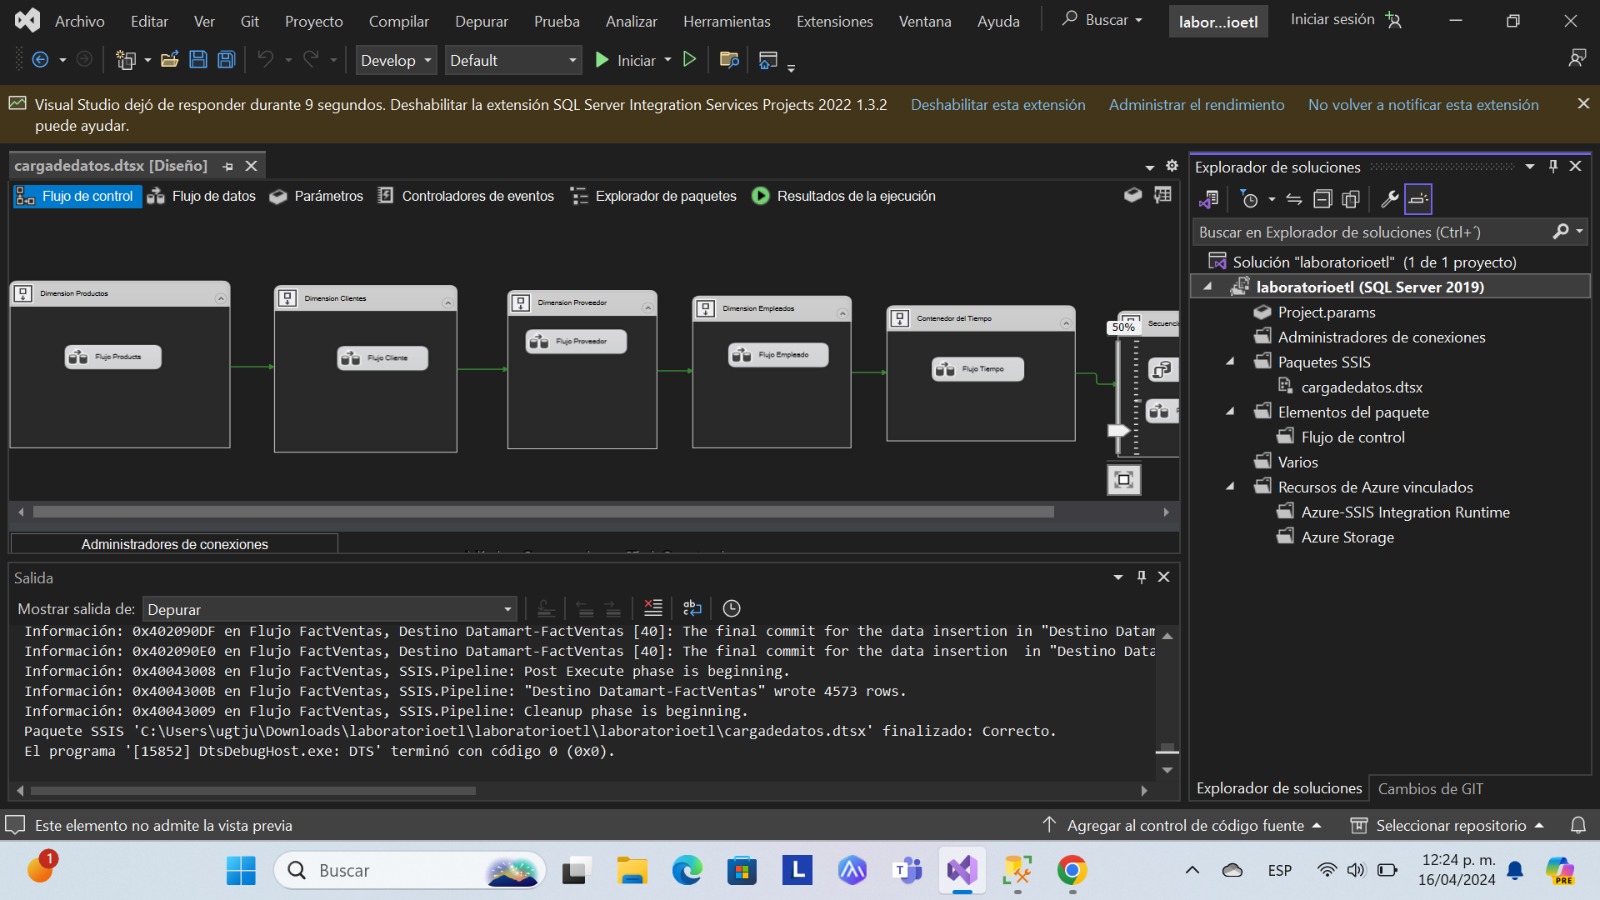 Archivo Editar Ver Git Proyecto Compilar Depurar Prueba Analizar Herramientas Extensiones Ventana Ayuda Buscar labor...ioetl Iniciar sesión
Develop Default Iniciar
Visual Studio dejó de responder durante 9 segundos. Deshabilitar la extensión SQL Server Integration Services Projects 2022 1.3.2 Deshabilitar esta extensión Administrar el rendimiento No volver a notificar esta extensión
puede ayudar.
cargadedatos.dtsx [Diseño]
Flujo de control Flujo de datos Parámetros Controladores de eventos Explorador de paquetes Resultados de la ejecución
Dimension Productos
Flujo Producto
Dimension Clientes
Flujo Cliente
Dimension Proveedor
Flujo Proveedor
Dimension Empleados
Flujo Empleado
Contenedor del Tiempo
Flujo Tiempo
50%
Secuenci
Administradores de conexiones
Salida
Mostrar salida de: Depurar
Información: 0x402090DF en Flujo FactVentas, Destino Datamart-FactVentas [40]: The final commit for the data insertion in "Destino Datam
Información: 0x402090E0 en Flujo FactVentas, Destino Datamart-FactVentas [40]: The final commit for the data insertion  in "Destino Data
Información: 0x40043008 en Flujo FactVentas, SSIS.Pipeline: Post Execute phase is beginning.
Información: 0x4004300B en Flujo FactVentas, SSIS.Pipeline: "Destino Datamart-FactVentas" wrote 4573 rows.
Información: 0x40043009 en Flujo FactVentas, SSIS.Pipeline: Cleanup phase is beginning.
Paquete SSIS 'C:\Users\ugtju\Downloads\laboratorioetl\laboratorioetl\laboratorioetl\cargadedatos.dtsx' finalizado: Correcto.
El programa '[15852] DtsDebugHost.exe: DTS' terminó con código 0 (0x0).
Explorador de soluciones
Buscar en Explorador de soluciones (Ctrl+´)
Solución "laboratorioetl" (1 de 1 proyecto)
laboratorioetl (SQL Server 2019)
Project.params
Administradores de conexiones
Paquetes SSIS
cargadedatos.dtsx
Elementos del paquete
Flujo de control
Varios
Recursos de Azure vinculados
Azure-SSIS Integration Runtime
Azure Storage
Explorador de soluciones Cambios de GIT
Este elemento no admite la vista previa Agregar al control de código fuente Seleccionar repositorio
1 Buscar L T ESP 12:24 p. m. PRE
16/04/2024